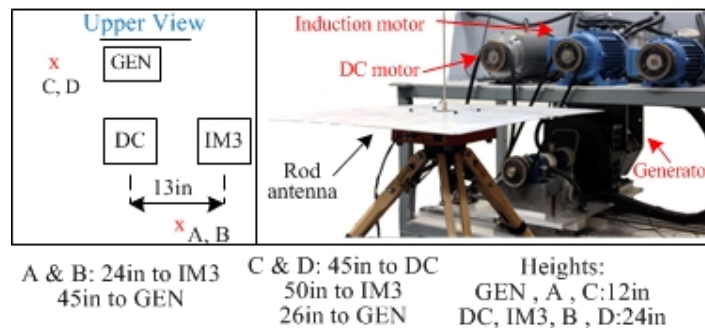 Upper View
GEN
x
C, D
DC
IM3
13in
x
A, B
Induction motor
DC motor
Rod
antenna
Generato
A & B: 24in to IM3
45in to GEN
C & D: 45in to DC
50in to IM3
26in to GEN
Heights:
GEN , A , C:12in
DC, IM3, B , D:24in